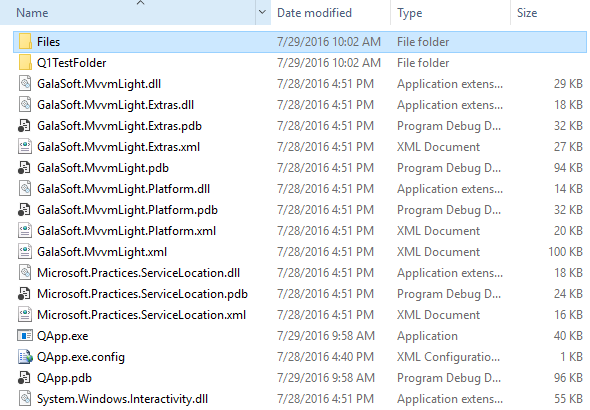 Name Date modified Type Size
Files 7/29/2016 10:02 AM File folder
Q1TestFolder 7/29/2016 10:02 AM File folder
GalaSoft.MvvmLight.dll 7/28/2016 4:51 PM Application extens... 29 KB
GalaSoft.MvvmLight.Extras.dll 7/28/2016 4:51 PM Application extens... 18 KB
GalaSoft.MvvmLight.Extras.pdb 7/28/2016 4:51 PM Program Debug D... 32 KB
GalaSoft.MvvmLight.Extras.xml 7/28/2016 4:51 PM XML Document 27 KB
GalaSoft.MvvmLight.pdb 7/28/2016 4:51 PM Program Debug D... 94 KB
GalaSoft.MvvmLight.Platform.dll 7/28/2016 4:51 PM Application extens... 14 KB
GalaSoft.MvvmLight.Platform.pdb 7/28/2016 4:51 PM Program Debug D... 32 KB
GalaSoft.MvvmLight.Platform.xml 7/28/2016 4:51 PM XML Document 20 KB
GalaSoft.MvvmLight.xml 7/28/2016 4:51 PM XML Document 100 KB
Microsoft.Practices.ServiceLocation.dll 7/28/2016 4:51 PM Application extens... 18 KB
Microsoft.Practices.ServiceLocation.pdb 7/28/2016 4:51 PM Program Debug D... 24 KB
Microsoft.Practices.ServiceLocation.xml 7/28/2016 4:51 PM XML Document 16 KB
QApp.exe 7/29/2016 9:58 AM Application 40 KB
QApp.exe.config 7/28/2016 4:40 PM XML Configuratio... 1 KB
QApp.pdb 7/29/2016 9:58 AM Program Debug D... 96 KB
System.Windows.Interactivity.dll 7/28/2016 4:51 PM Application extens... 55 KB